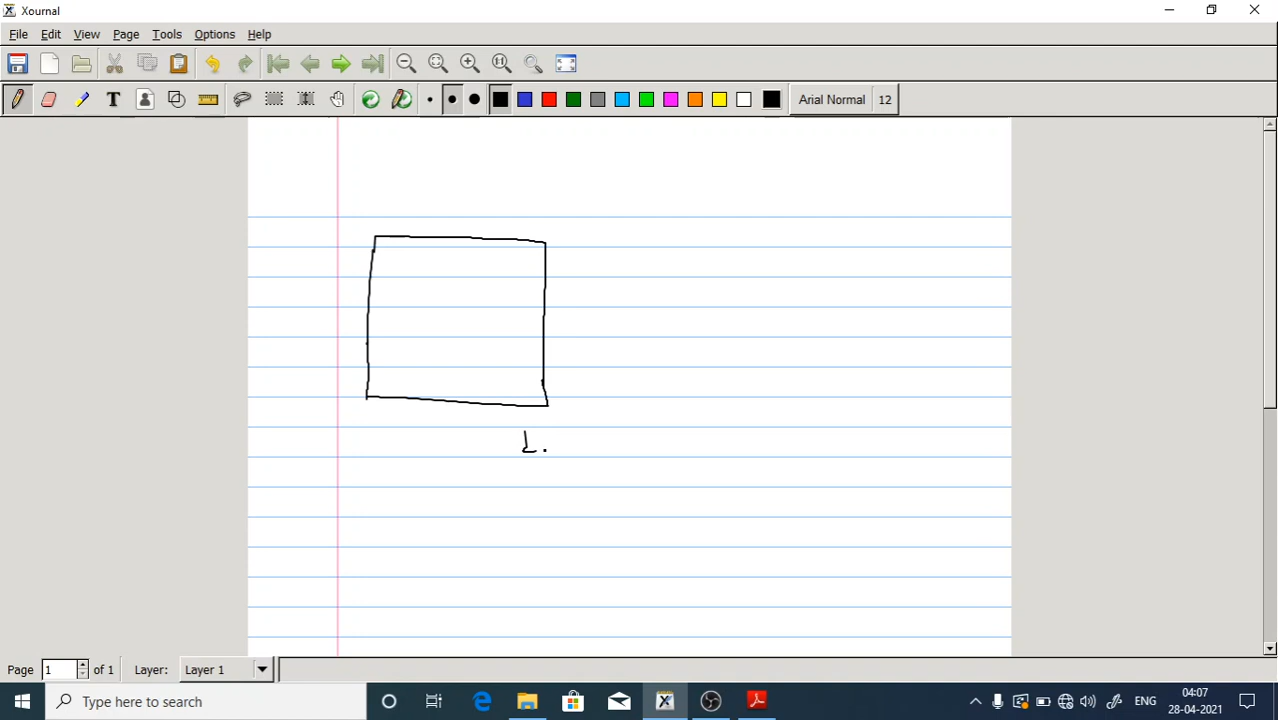 Xournal
File Edit View Page Tools Options Help
T Arial Normal 12
L.
Page 1 of 1 Layer: Layer 1
Type here to search
ENG
04:07
28-04-2021